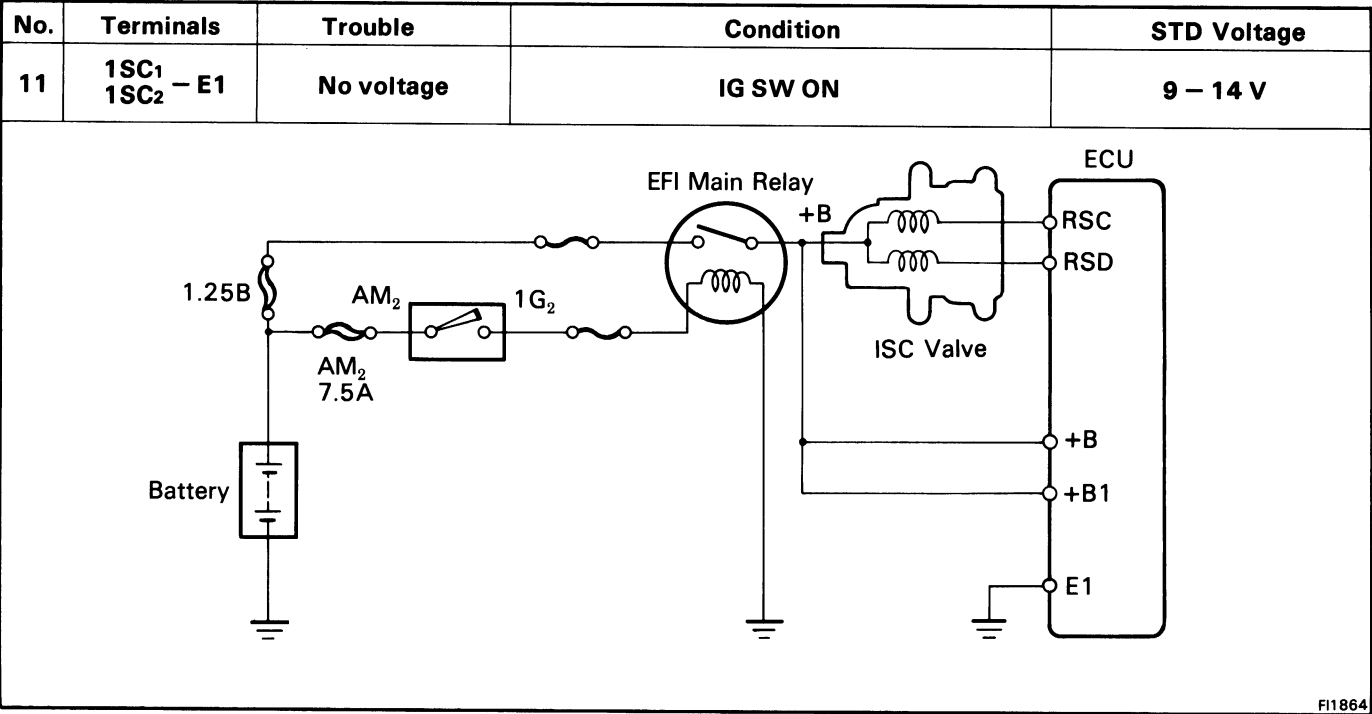 No. Terminals Trouble Condition STD Voltage
11 1SC1 1SC2 — E1 No voltage IG SW ON 9 — 14 V
ECU
EFI Main Relay
+B
RSC
RSD
1.25B
AM2
1G2
ISC Valve
AM2
7.5A
+B
Battery
+B1
E1
FI1864